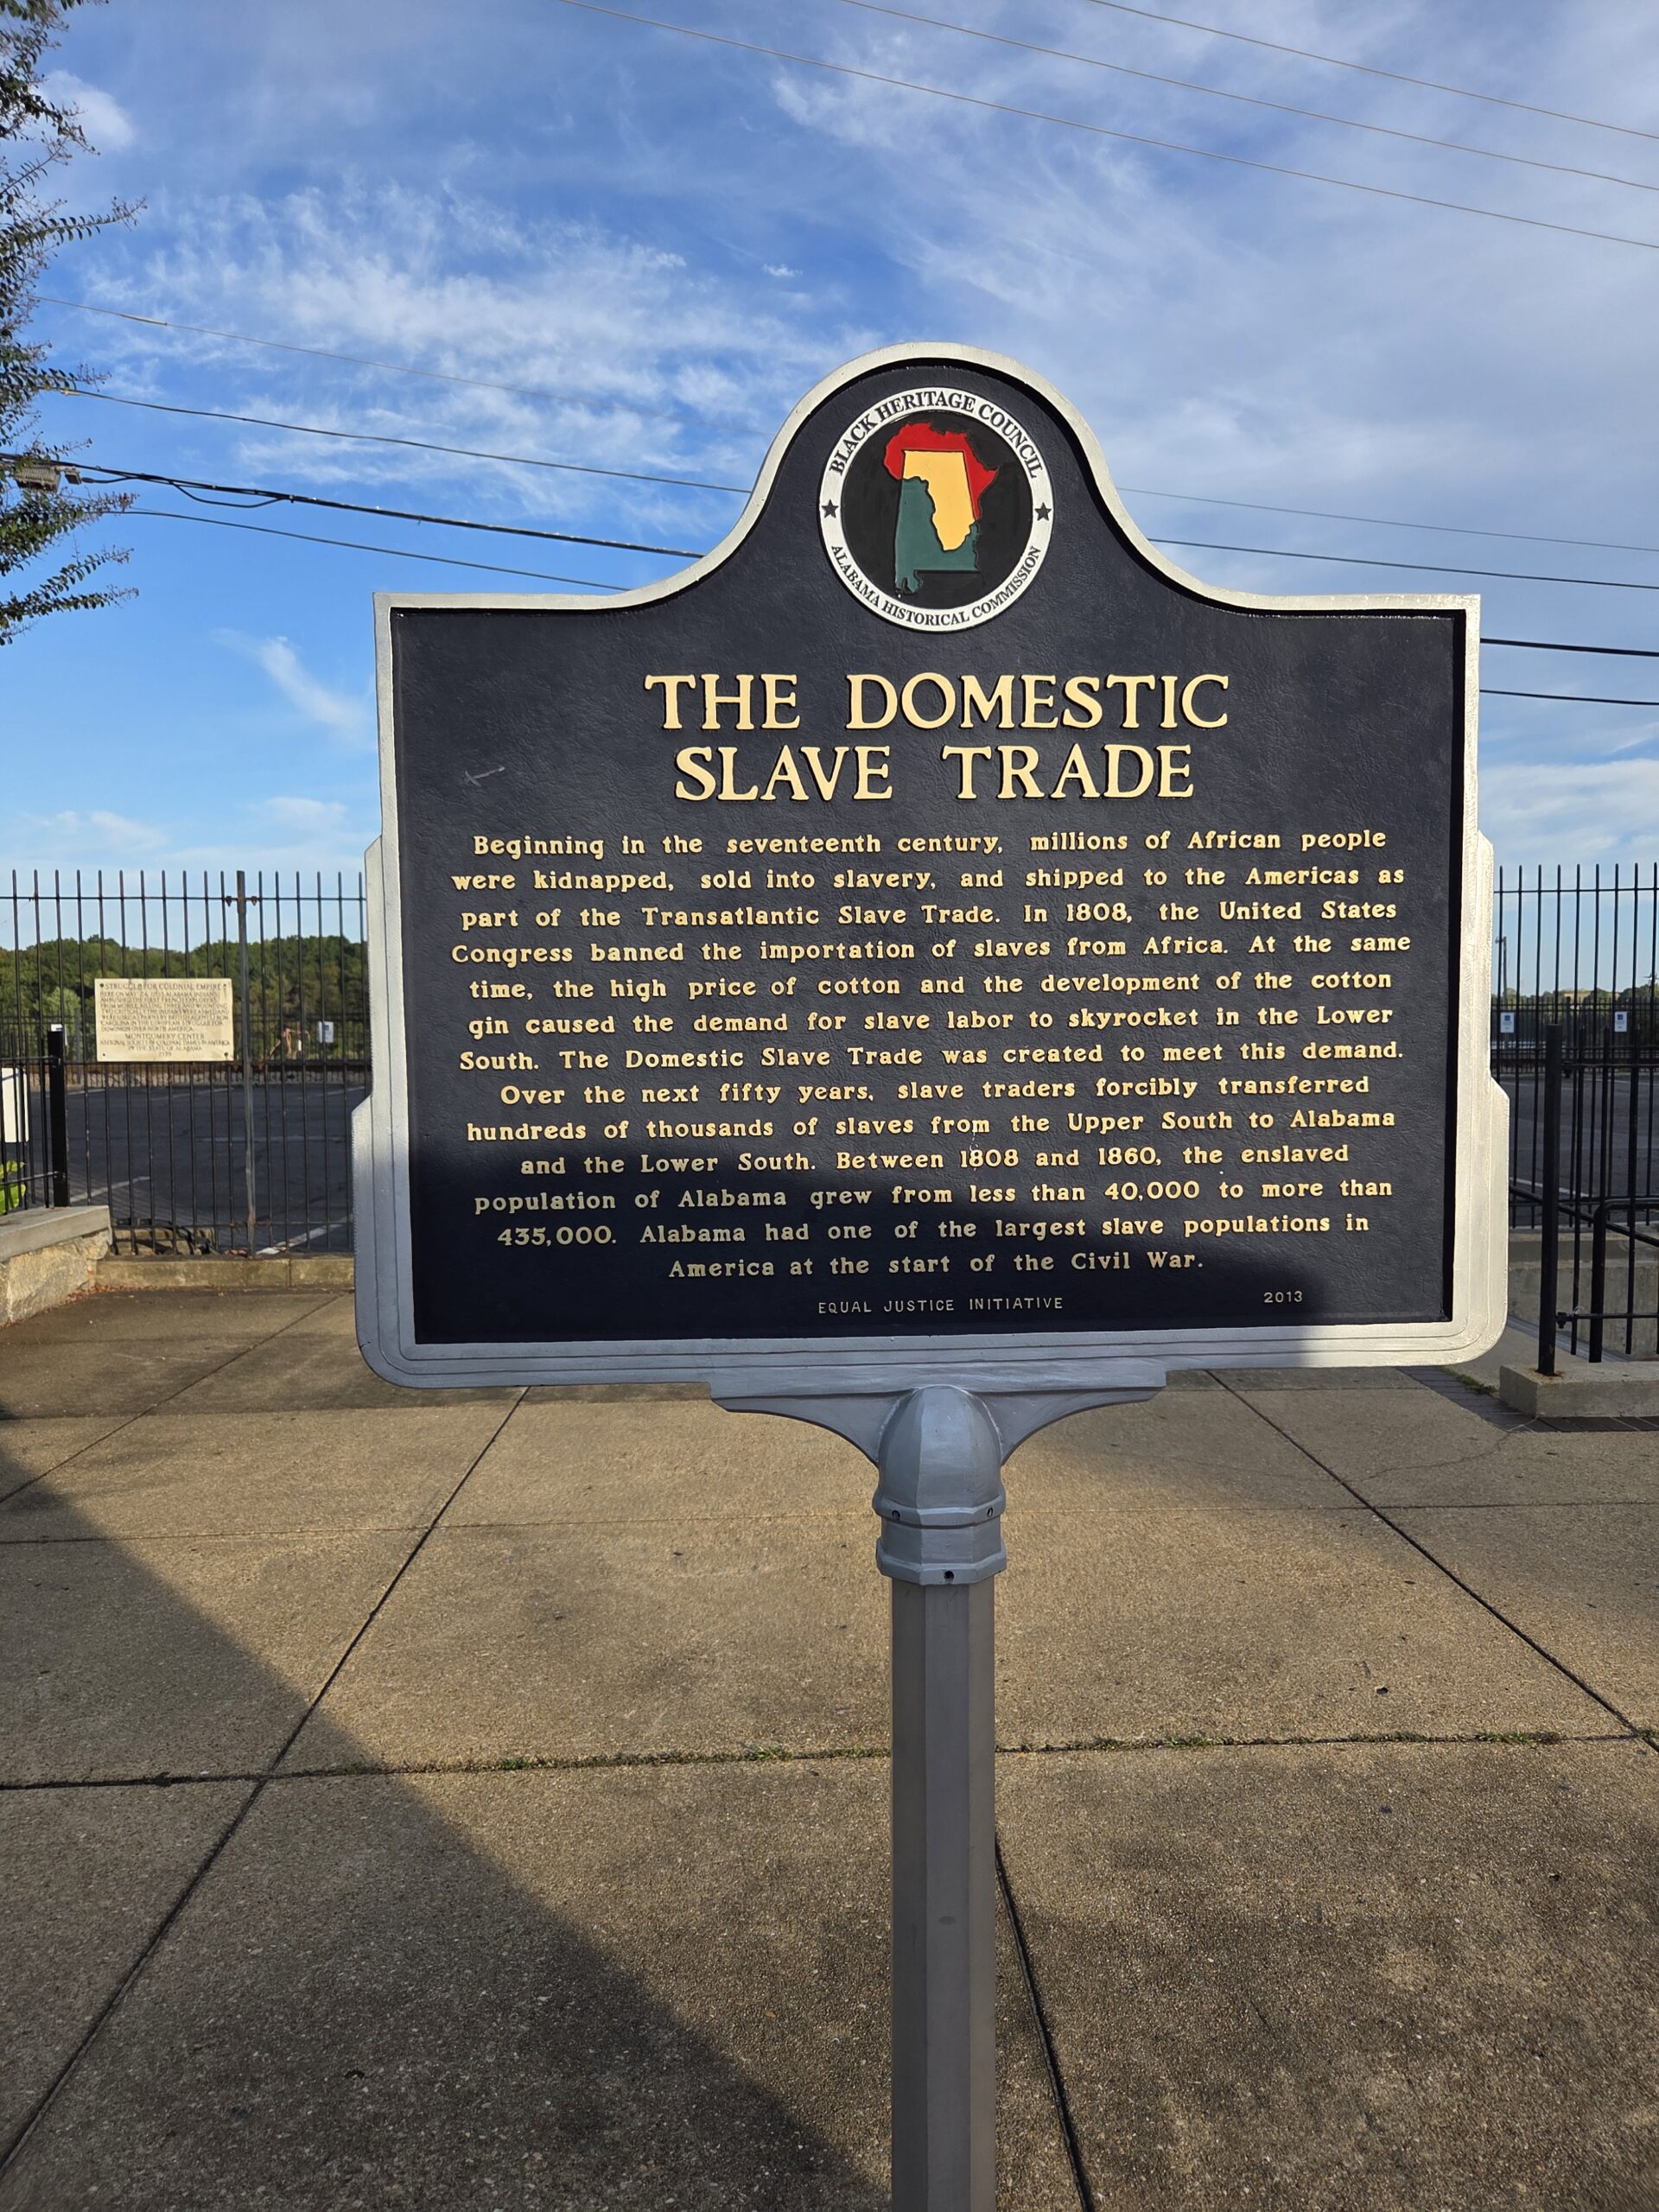 BLACK HERITAGE COUNCIL
ALABAMA HISTORICAL COMMISSION
THE DOMESTIC
SLAVE TRADE
Beginning in the seventeenth century, millions of African people
were kidnapped, sold into slavery, and shipped to the Americas as
part of the Transatlantic Slave Trade. In 1808, the United States
Congress banned the importation of slaves from Africa. At the same
time, the high price of cotton and the development of the cotton
gin caused the demand for slave labor to skyrocket in the Lower
South. The Domestic Slave Trade was created to meet this demand.
Over the next fifty years, slave traders forcibly transferred
hundreds of thousands of slaves from the Upper South to Alabama
and the Lower South. Between 1808 and 1860, the enslaved
population of Alabama grew from less than 40,000 to more than
435,000. Alabama had one of the largest slave populations in
America at the start of the Civil War.
EQUAL JUSTICE INITIATIVE 2013
STRUGGLE FOR COLONIAL EMPIRE
MONTGOMERY CENTER